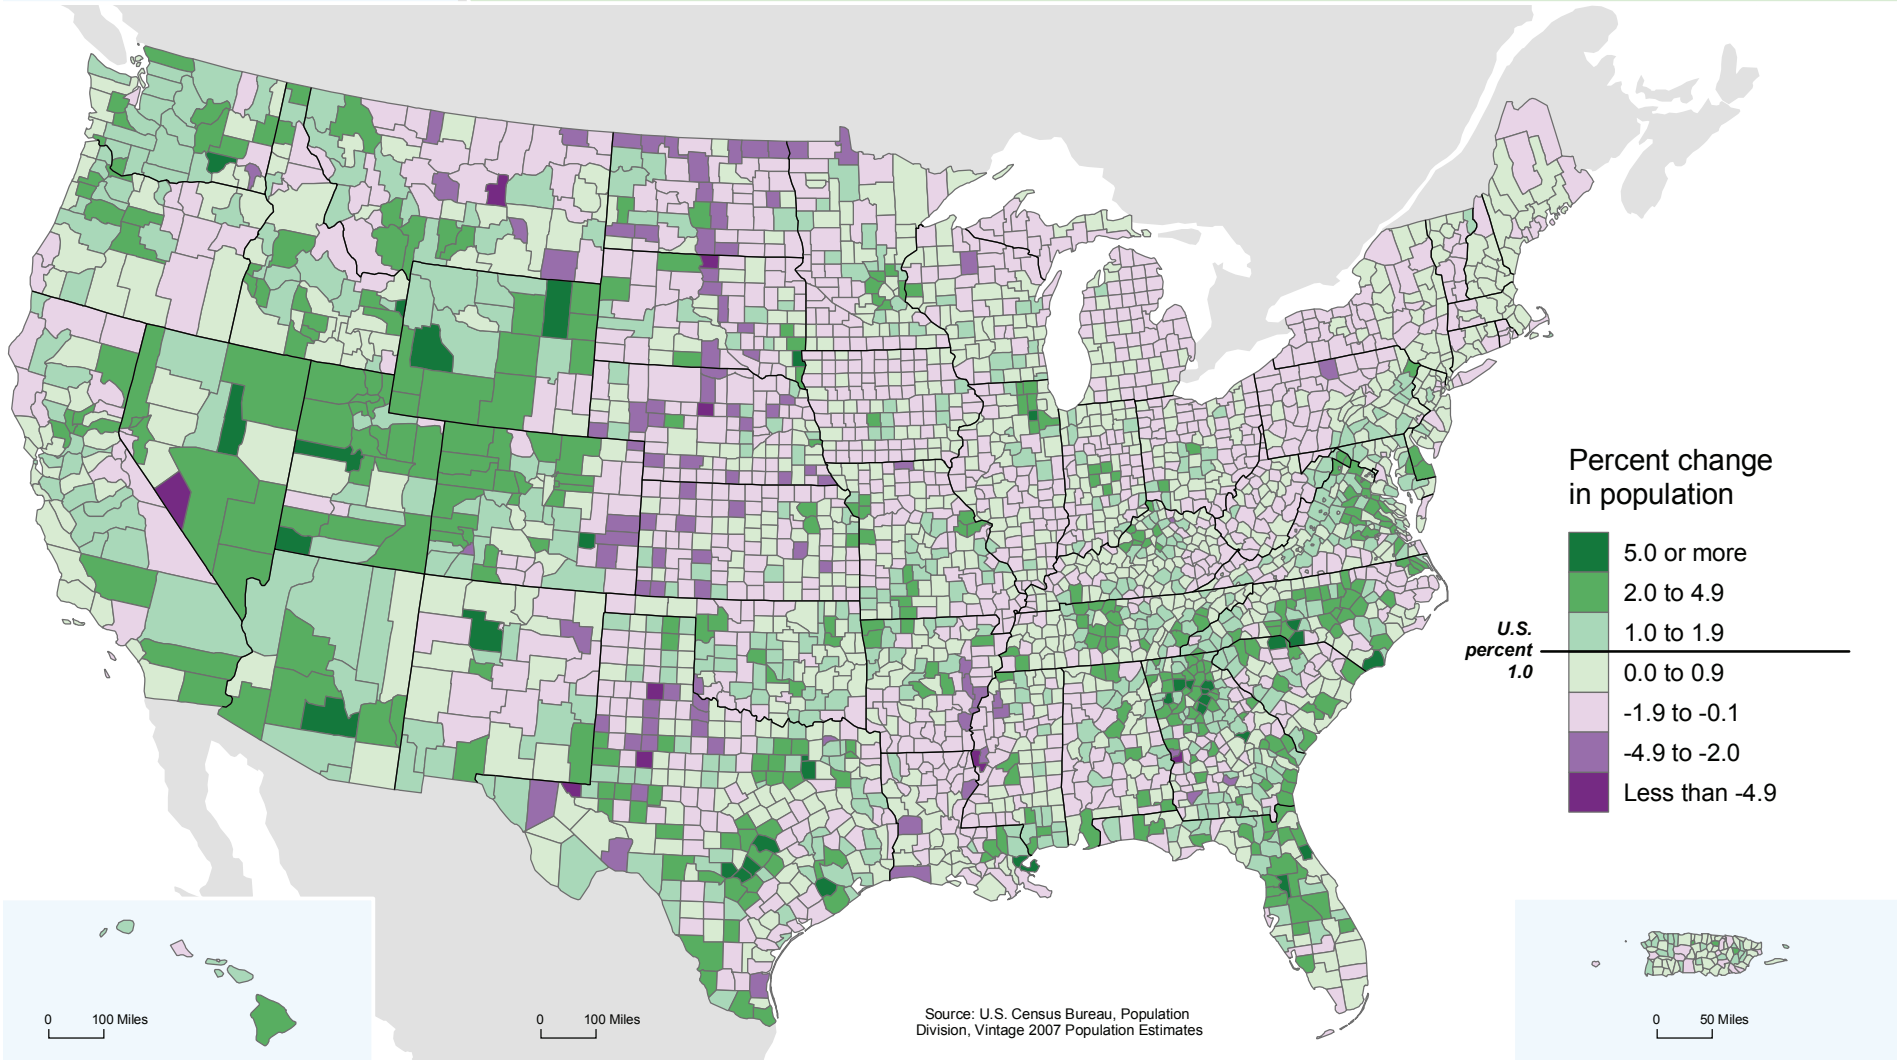 Percent change
in population
5.0 or more
2.0 to 4.9
1.0 to 1.9
U.S.
percent
1.0
0.0 to 0.9
-1.9 to -0.1
-4.9 to -2.0
Less than -4.9
0 100 Miles
0 100 Miles
Source: U.S. Census Bureau, Population
Division, Vintage 2007 Population Estimates
0 50 Miles